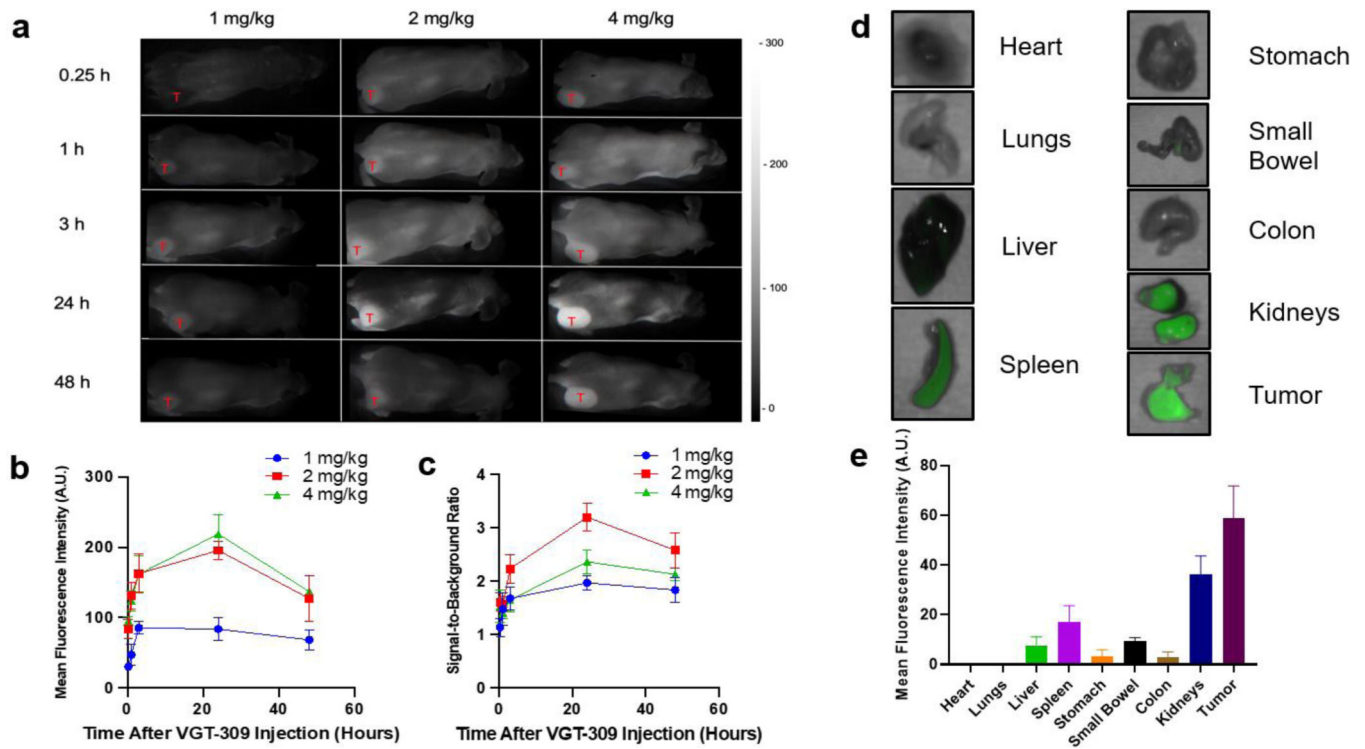 a
1 mg/kg 2 mg/kg 4 mg/kg
0.25 h
1 h
3 h
24 h
48 h
T T T
T T T
T T T
T T T
T T T
- 300
- 200
- 100
- 0
b
1 mg/kg
2 mg/kg
4 mg/kg
Mean Fluorescence Intensity (A.U.)
300
200
100
0
0 20 40 60
Time After VGT-309 Injection (Hours)
c
1 mg/kg
2 mg/kg
4 mg/kg
Signal-to-Background Ratio
4
3
2
1
0
0 20 40 60
Time After VGT-309 Injection (Hours)
d
Heart
Lungs
Liver
Spleen
Stomach
Small
Bowel
Colon
Kidneys
Tumor
e
Mean Fluorescence Intensity (A.U.)
80
60
40
20
0
Heart
Lungs
Liver
Spleen
Stomach
Small Bowel
Colon
Kidneys
Tumor